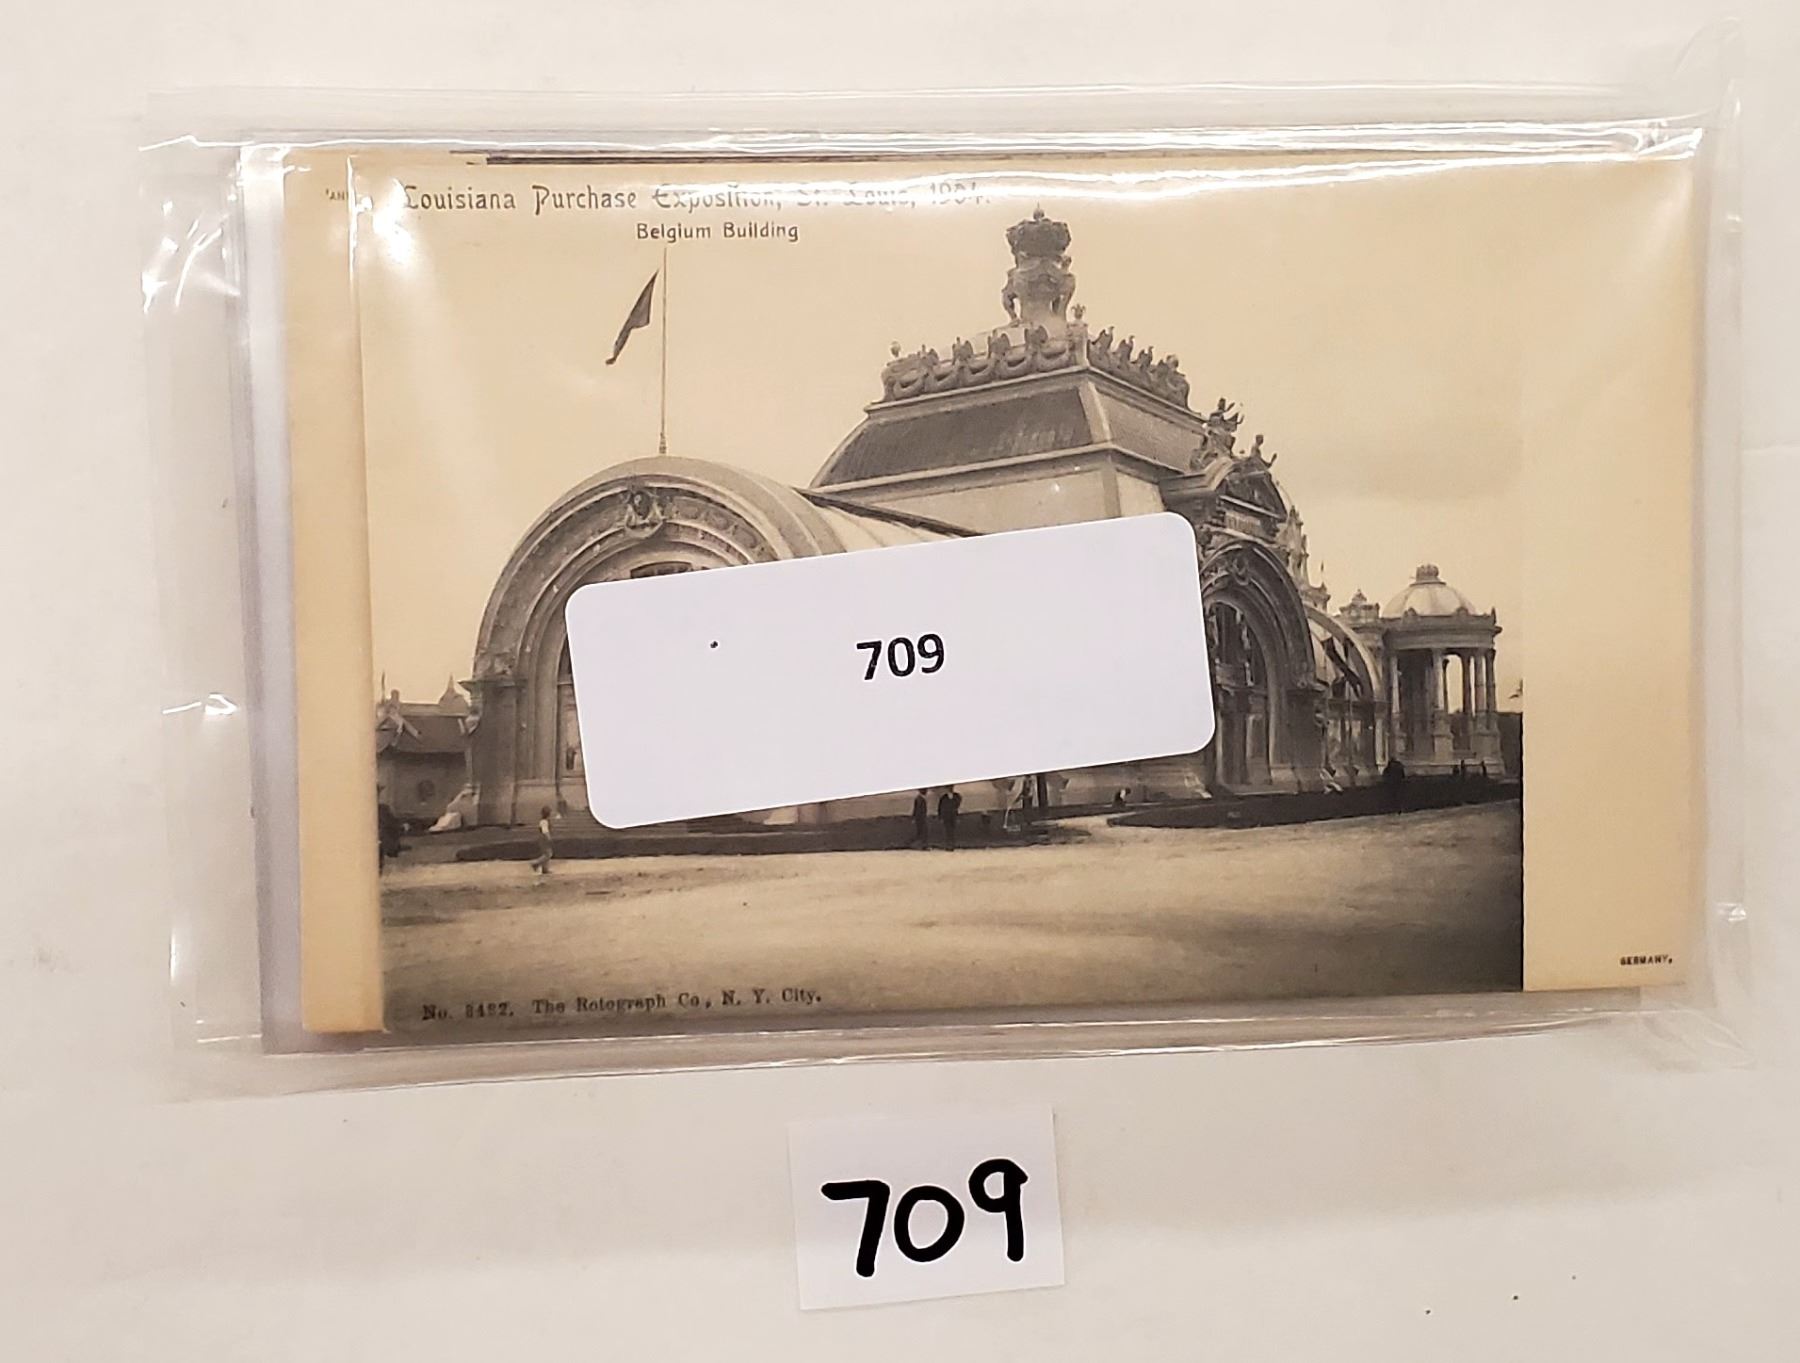 Louisiana Purchase Exposition, St. Louis, 1904.
Belgium Building
709
GERMANY.
No. 8482. The Rotograph Co., N. Y. City.
709